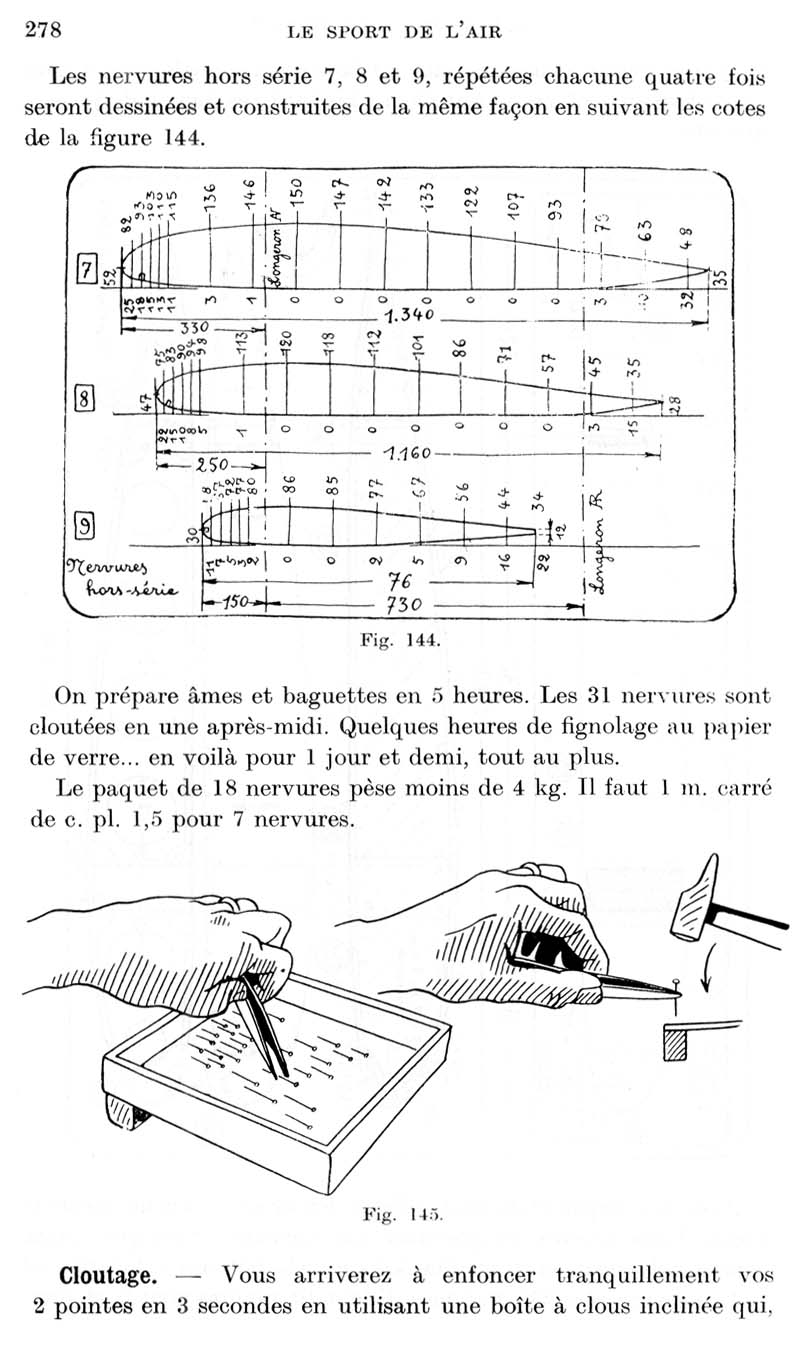 278
LE SPORT DE L'AIR
Les nervures hors série 7, 8 et 9, répétées chacune quatre fois
seront dessinées et construites de la même façon en suivant les cotes
de la figure 144.
82 93 103 110 115 136 146 150 147 142 133 122 107 93 79 63 48
Longeron AV
7
52 35
25 18 15 13 11 3 1 0 0 0 0 0 0 0 3 10 32
1.340
330
75 83 90 94 98 113 120 118 112 101 86 71 57 45 35
8
47 28
22 15 10 8 5 1 0 0 0 0 0 0 0 3 15
1.160
250
72 77 80 86 85 77 67 56 44 34
9
30 12
11 7 5 3 2 0 0 2 5 9 16 22
Longeron AR
Nervures
hors-série
76
150 730
Fig. 144.
On prépare âmes et baguettes en 5 heures. Les 31 nervures sont
cloutées en une après-midi. Quelques heures de fignolage au papier
de verre... en voilà pour 1 jour et demi, tout au plus.
Le paquet de 18 nervures pèse moins de 4 kg. Il faut 1 m. carré
de c. pl. 1,5 pour 7 nervures.
Fig. 145.
Cloutage. — Vous arriverez à enfoncer tranquillement vos
2 pointes en 3 secondes en utilisant une boîte à clous inclinée qui,